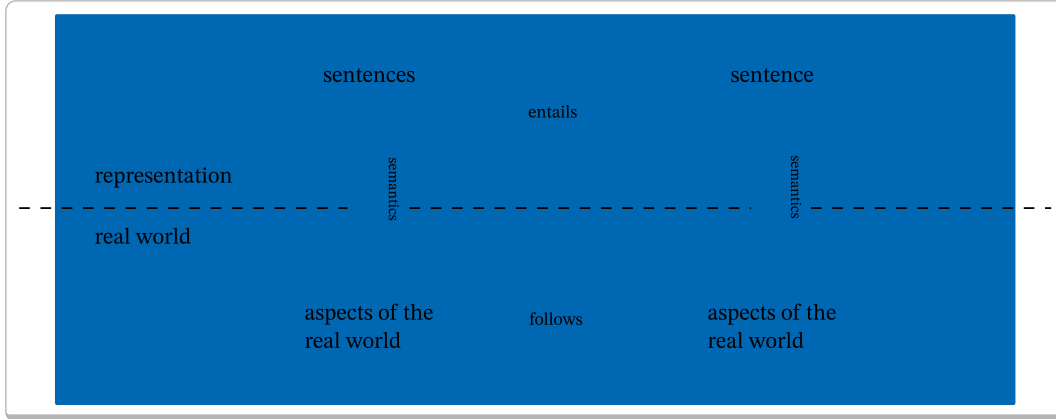 sentences
sentence
entails
semantics
semantics
representation
real world
aspects of the
real world
follows
aspects of the
real world